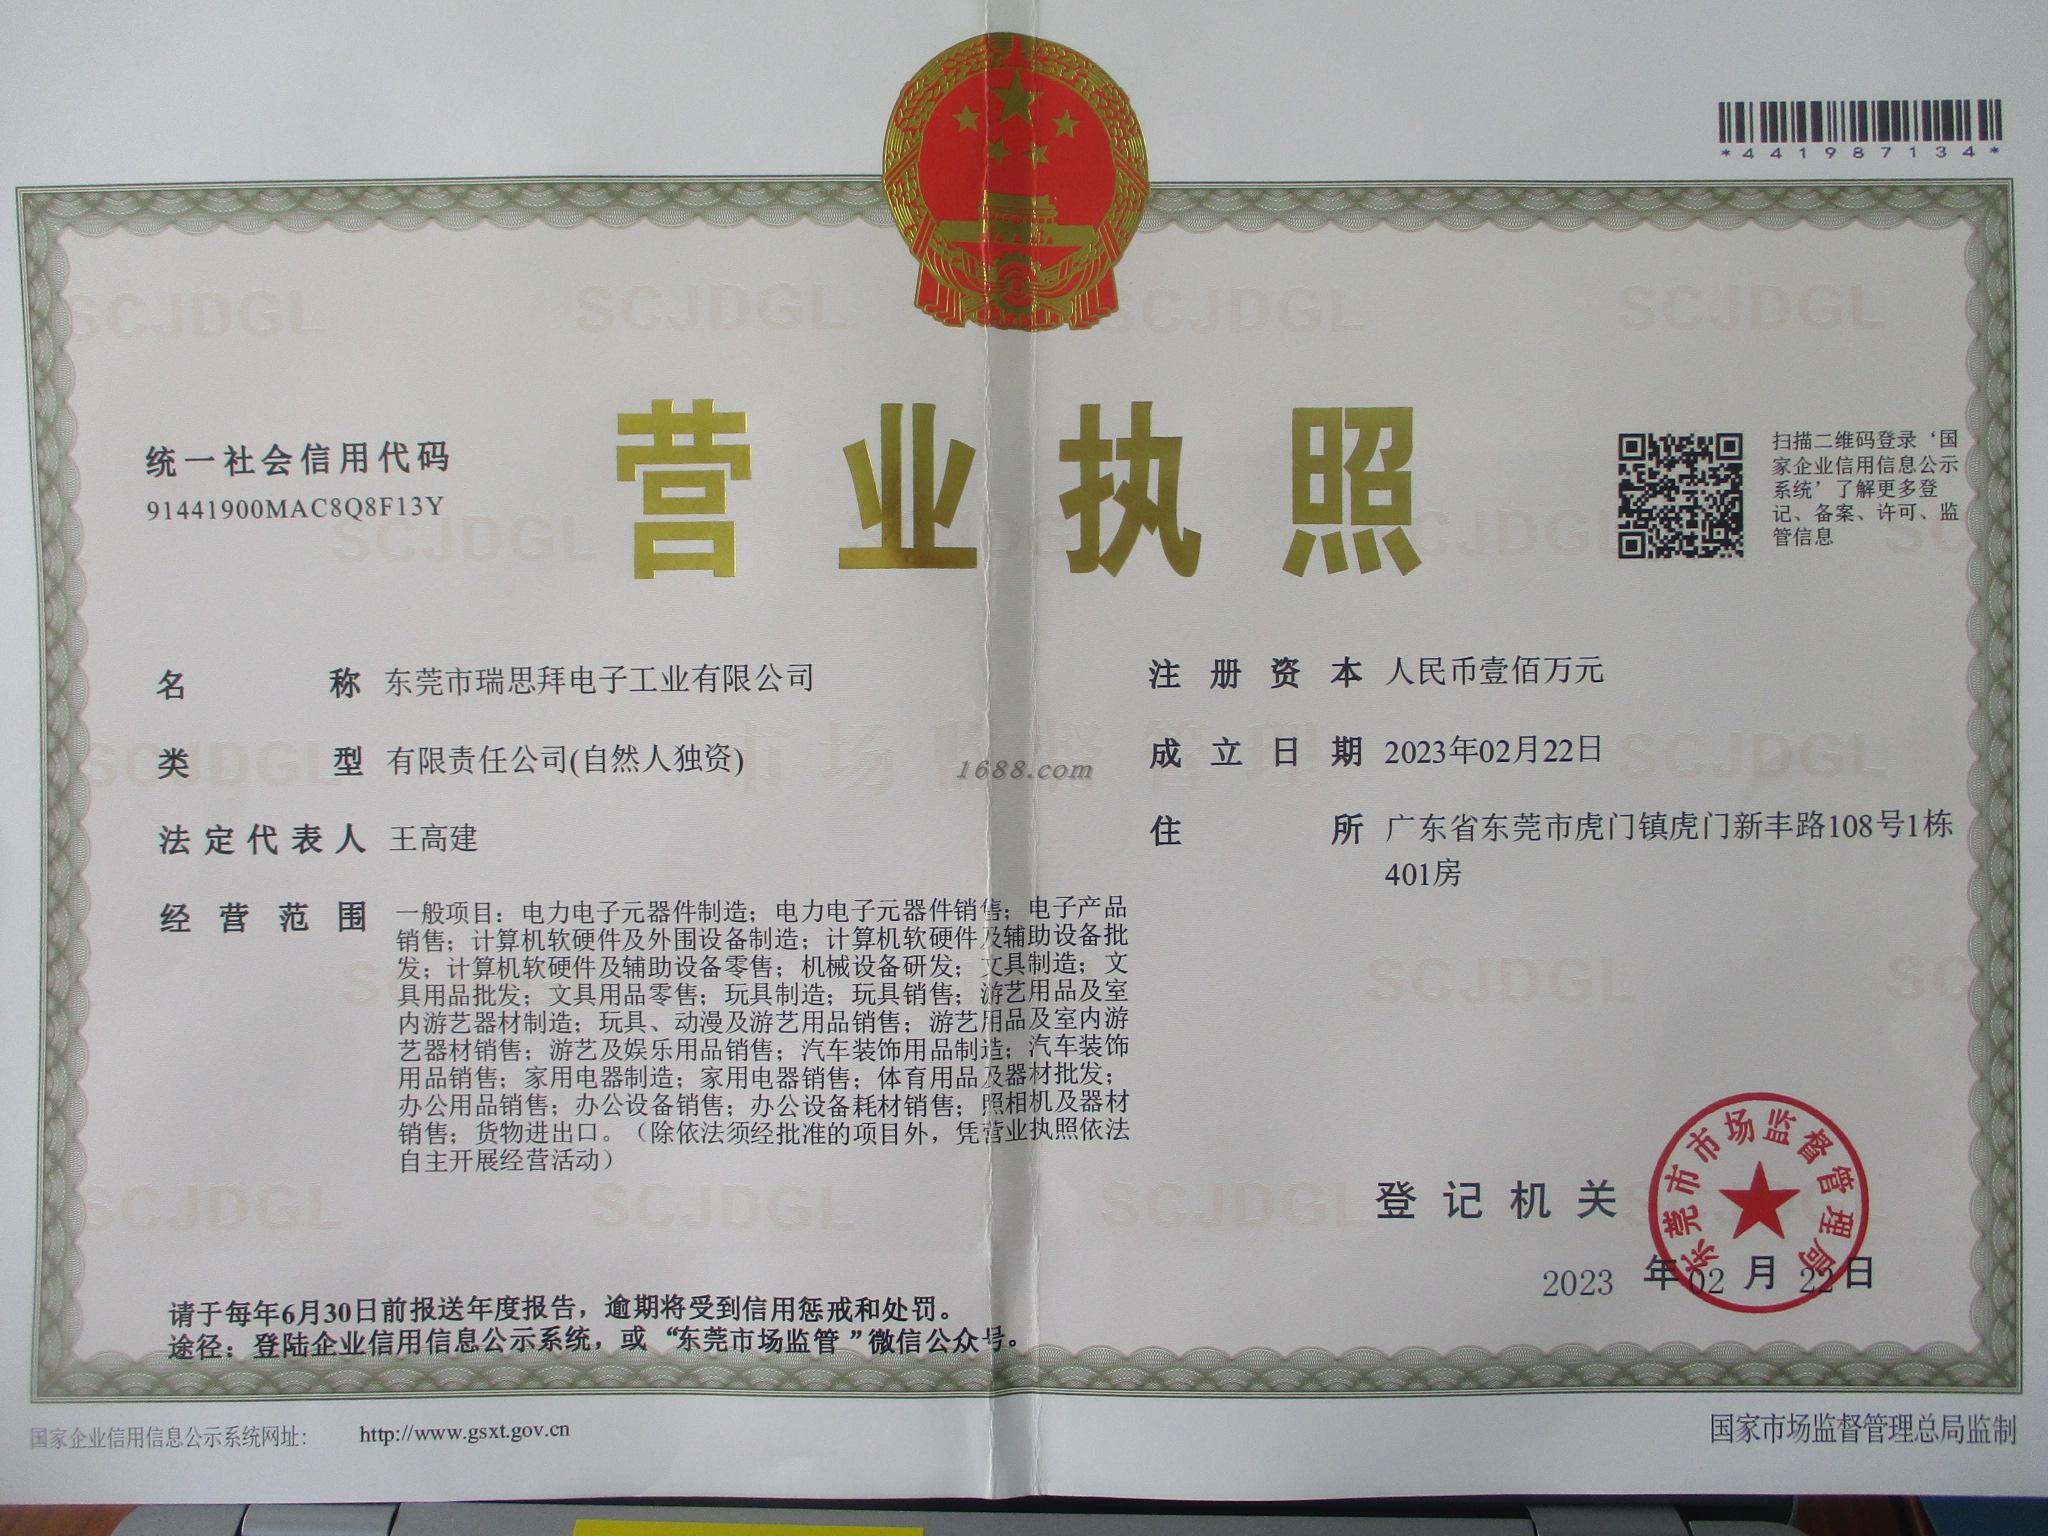 *441987134*
SCJDGL SCJDGL SCJDGL SCJDGL
营业执照
统一社会信用代码
91441900MAC8Q8F13Y
扫描二维码登录‘国
家企业信用信息公示
系统’了解更多登
记、备案、许可、监
管信息
SCJDGL SCJDGL SCJDGL SC
名称 东莞市瑞思拜电子工业有限公司
类型 有限责任公司(自然人独资)
法定代表人 王高建
经营范围 一般项目：电力电子元器件制造；电力电子元器件销售；电子产品
销售；计算机软硬件及外围设备制造；计算机软硬件及辅助设备批
发；计算机软硬件及辅助设备零售；机械设备研发；文具制造；文
具用品批发；文具用品零售；玩具制造；玩具销售；游艺用品及室
内游艺器材制造；玩具、动漫及游艺用品销售；游艺用品及室内游
艺器材销售；游艺及娱乐用品销售；汽车装饰用品制造；汽车装饰
用品销售；家用电器制造；家用电器销售；体育用品及器材批发；
办公用品销售；办公设备销售；办公设备耗材销售；照相机及器材
销售；货物进出口。（除依法须经批准的项目外，凭营业执照依法
自主开展经营活动）
注册资本 人民币壹佰万元
成立日期 2023年02月22日
住所 广东省东莞市虎门镇虎门新丰路108号1栋
401房
市场监督管理
1688.com
SCJDGL SCJDGL
SC SCJDGL SC
SCJDGL SCJDGL SCJDGL
登记机关
东莞市市场监督管理局
2023 年 02 月 22 日
请于每年6月30日前报送年度报告，逾期将受到信用惩戒和处罚。
途径：登陆企业信用信息公示系统，或“东莞市场监管”微信公众号。
国家企业信用信息公示系统网址： http://www.gsxt.gov.cn
国家市场监督管理总局监制